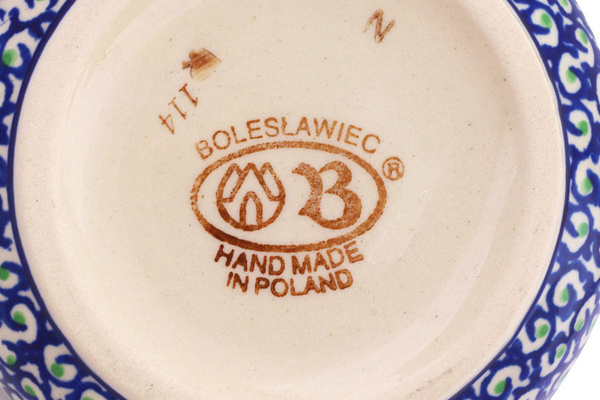 N
114
BOLESŁAWIEC
B ®
HAND MADE
IN POLAND